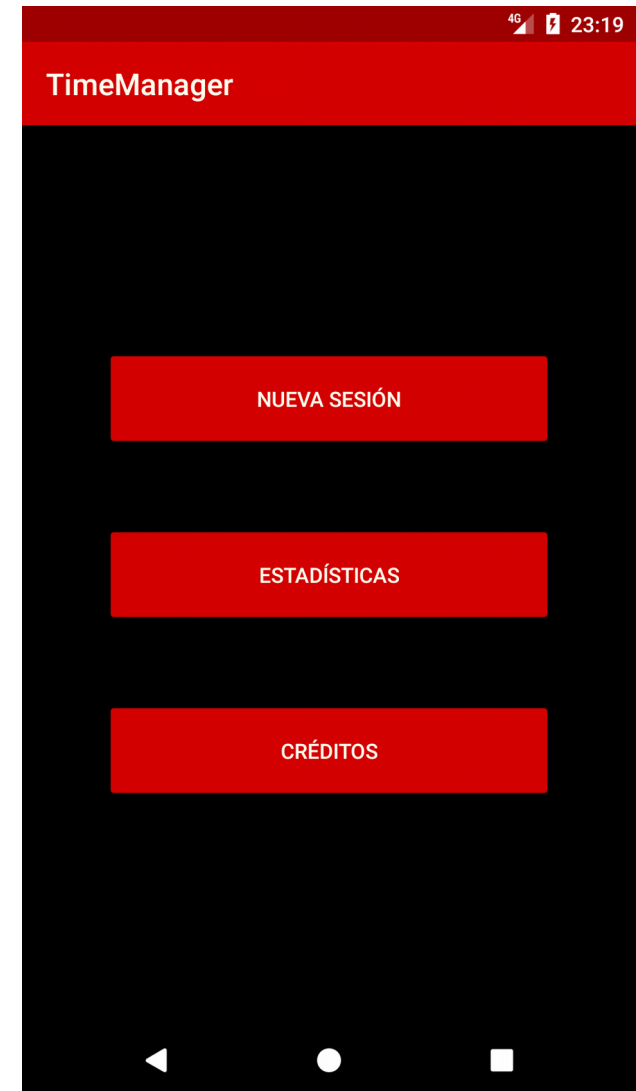 4G 23:19
TimeManager
NUEVA SESIÓN
ESTADÍSTICAS
CRÉDITOS